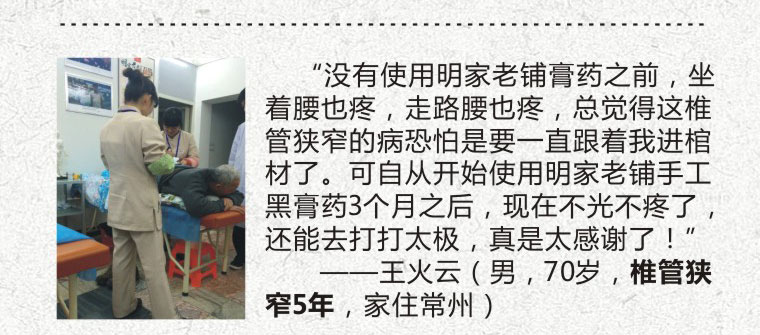 “没有使用明家老铺膏药之前，坐
着腰也疼，走路腰也疼，总觉得这椎
管狭窄的病恐怕是要一直跟着我进棺
材了。可自从开始使用明家老铺手工
黑膏药3个月之后，现在不光不疼了，
还能去打打太极，真是太感谢了！”
——王火云（男，70岁，椎管狭
窄5年，家住常州）